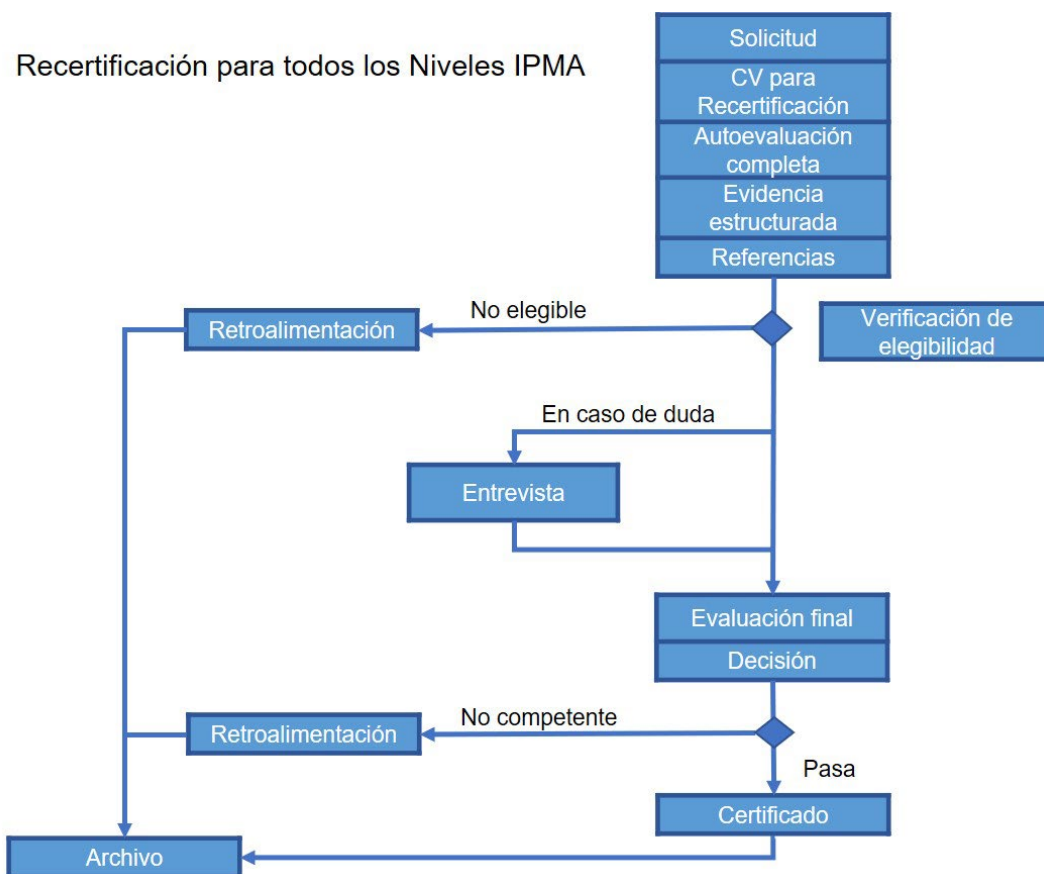 Recertificación para todos los Niveles IPMA
Solicitud
CV para
Recertificación
Autoevaluación
completa
Evidencia
estructurada
Referencias
No elegible
Retroalimentación
Verificación de
elegibilidad
En caso de duda
Entrevista
Evaluación final
Decisión
No competente
Retroalimentación
Pasa
Certificado
Archivo